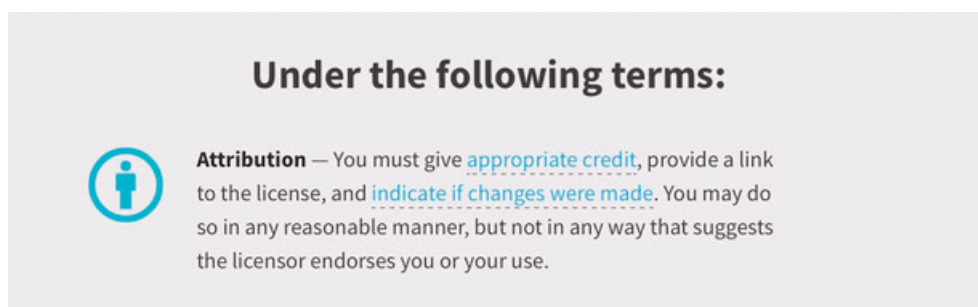 Under the following terms:
Attribution — You must give appropriate credit, provide a link
to the license, and indicate if changes were made. You may do
so in any reasonable manner, but not in any way that suggests
the licensor endorses you or your use.